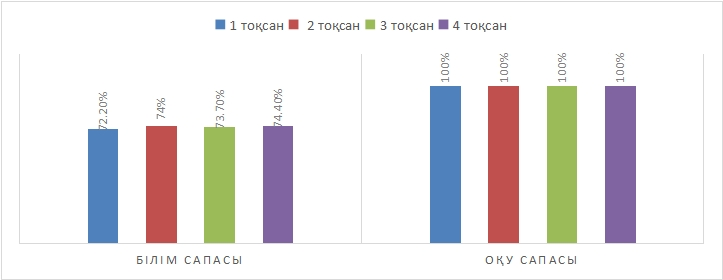 1 тоқсан 2 тоқсан 3 тоқсан 4 тоқсан
72.20% 74% 73.70% 74.40% 100% 100% 100% 100%
БІЛІМ САПАСЫ ОҚУ САПАСЫ